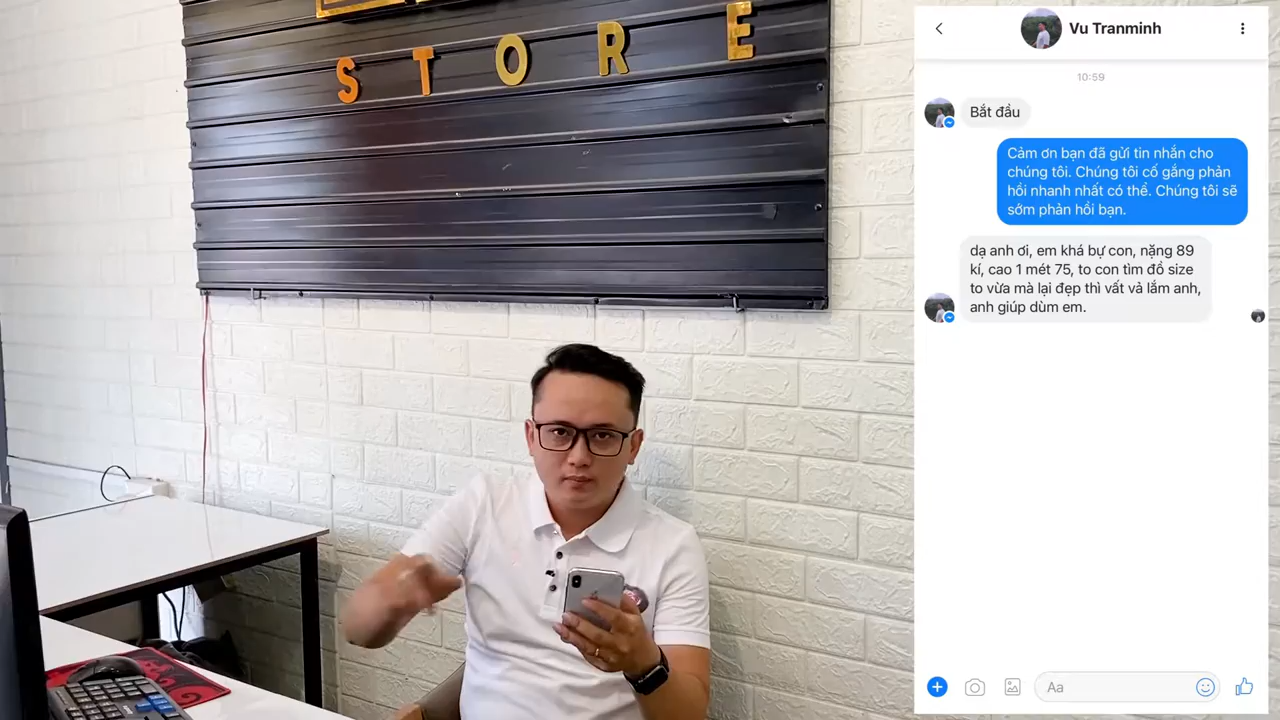 STORE
Vu Tranminh
10:59
Bắt đầu
Cảm ơn bạn đã gửi tin nhắn cho
chúng tôi. Chúng tôi cố gắng phản
hồi nhanh nhất có thể. Chúng tôi sẽ
sớm phản hồi bạn.
dạ anh ơi, em khá bự con, nặng 89
kí, cao 1 mét 75, to con tìm đồ size
to vừa mà lại đẹp thì vất vả lắm anh,
anh giúp dùm em.
Aa